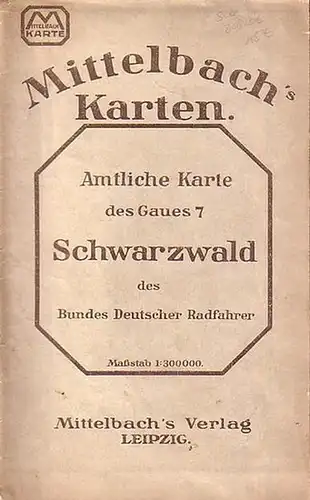 MITTELBACH
KARTE
Mittelbach's
Karten.
Amtliche Karte
des Gaues 7
Schwarzwald
des
Bundes Deutscher Radfahrer
Maßstab 1:300000.
Mittelbach's Verlag
LEIPZIG.